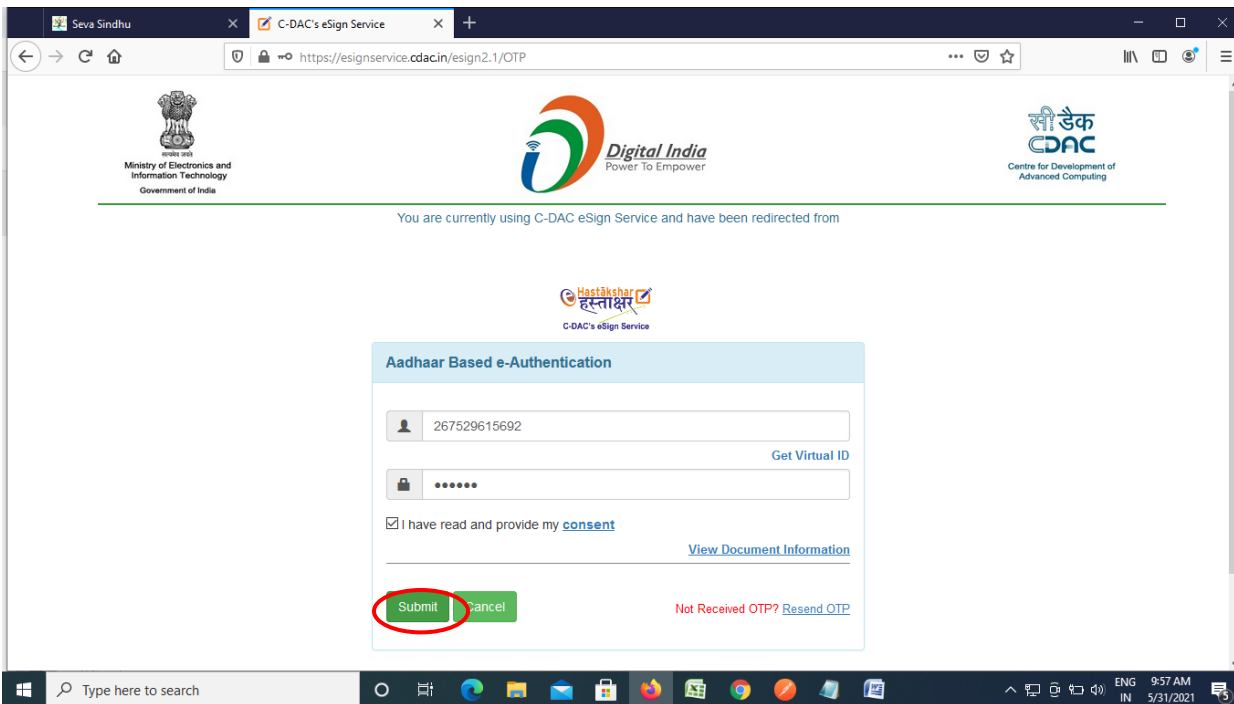 Seva Sindhu
C-DAC's eSign Service
https://esignservice.cdac.in/esign2.1/OTP
सत्यमेव जयते
Ministry of Electronics and
Information Technology
Government of India
Digital India
Power To Empower
सी डैक
CDAC
Centre for Development of
Advanced Computing
You are currently using C-DAC eSign Service and have been redirected from
Hastākshar
हस्ताक्षर
C-DAC's eSign Service
Aadhaar Based e-Authentication
267529615692
Get Virtual ID
••••••
I have read and provide my consent
View Document Information
Submit
Cancel
Not Received OTP? Resend OTP
Type here to search
ENG
IN
9:57 AM
5/31/2021
5